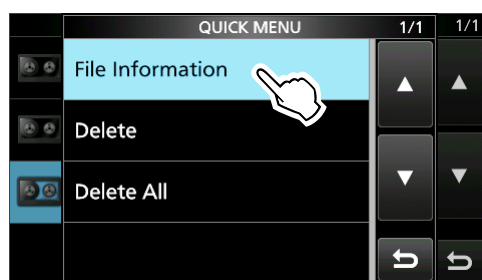 QUICK MENU 1/1 1/1
File Information
Delete
Delete All